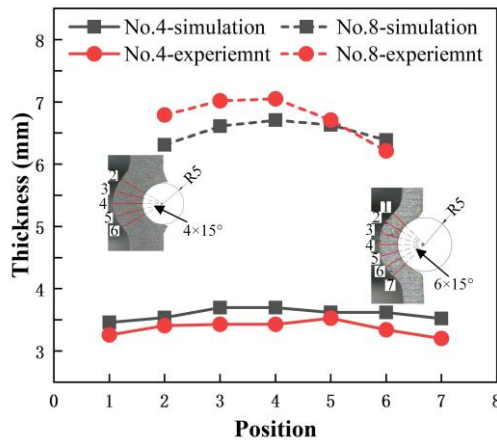 No.4-simulation No.8-simulation
No.4-experiemnt No.8-experiemnt
Thickness (mm)
8
7
6
5
4
3
2
3
4
5
6
R5
4×15°
1
2
3
4
5
6
7
R5
6×15°
0 1 2 3 4 5 6 7 8
Position